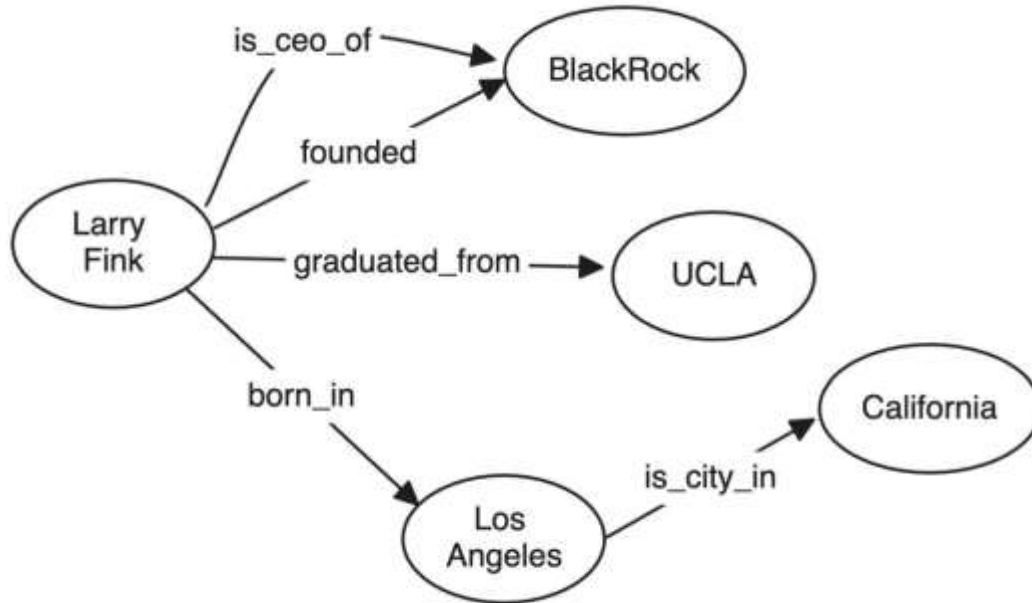 is_ceo_of
BlackRock
founded
Larry
Fink
graduated_from
UCLA
born_in
California
is_city_in
Los
Angeles